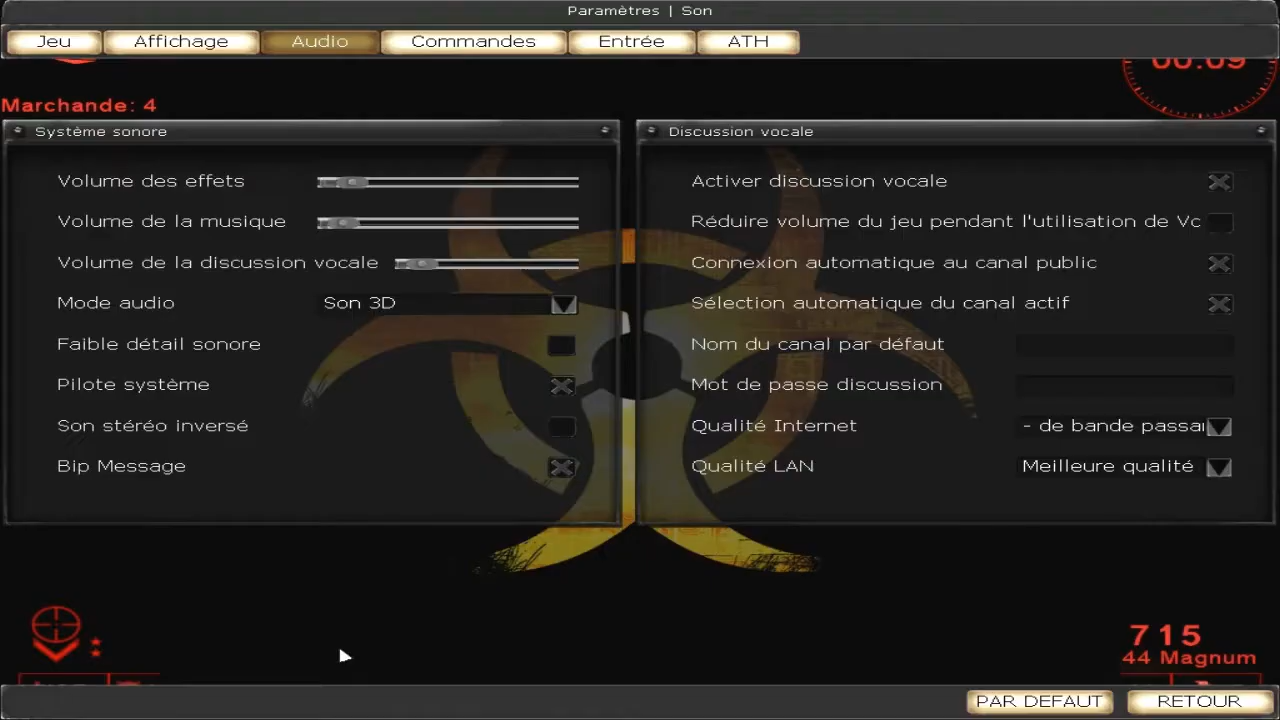 Paramètres | Son
Jeu
Affichage
Audio
Commandes
Entrée
ATH
00:09
Marchande: 4
Système sonore
Volume des effets
Volume de la musique
Volume de la discussion vocale
Mode audio
Son 3D
Faible détail sonore
Pilote système
Son stéréo inversé
Bip Message
Discussion vocale
Activer discussion vocale
Réduire volume du jeu pendant l'utilisation de Vc
Connexion automatique au canal public
Sélection automatique du canal actif
Nom du canal par défaut
Mot de passe discussion
Qualité Internet
- de bande passa
Qualité LAN
Meilleure qualité
715
44 Magnum
PAR DEFAUT
RETOUR